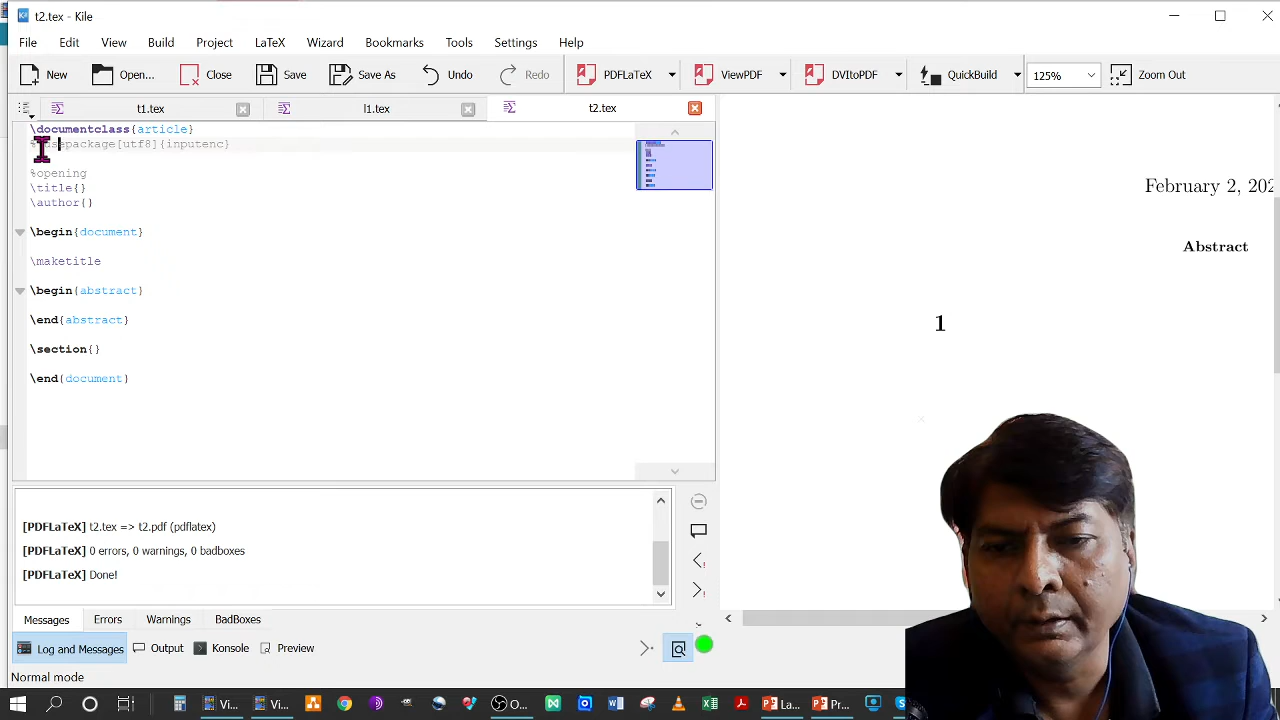 t2.tex - Kile
File Edit View Build Project LaTeX Wizard Bookmarks Tools Settings Help
New Open... Close Save Save As Undo Redo PDFLaTeX ViewPDF DVItoPDF QuickBuild 125% Zoom Out
t1.tex l1.tex t2.tex
\documentclass{article}
[utf8]{inputenc}
%opening
\title{}
\author{}
\begin{document}
\maketitle
\begin{abstract}
\end{abstract}
\section{}
\end{document}
February 2,
Abstract
1
[PDFLaTeX] t2.tex => t2.pdf (pdflatex)
[PDFLaTeX] 0 errors, 0 warnings, 0 badboxes
[PDFLaTeX] Done!
Messages Errors Warnings BadBoxes
Log and Messages Output Konsole Preview
Normal mode
Vi... Vi... O... La... Pr...